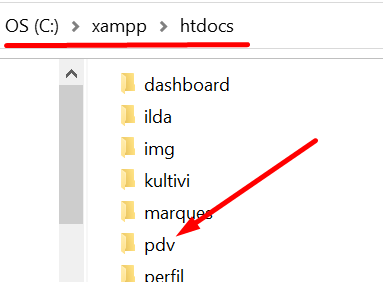 OS (C:) > xampp > htdocs
dashboard
ilda
img
kultivi
marques
pdv
perfil